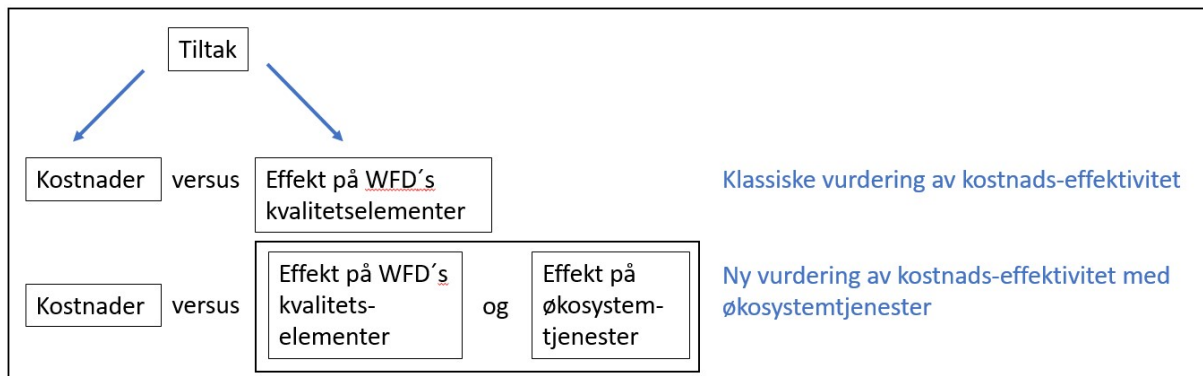 Tiltak
Kostnader versus Effekt på WFD´s Klassiske vurdering av kostnads-effektivitet
kvalitetselementer
Kostnader versus Effekt på WFD´s kvalitets-elementer og Effekt på økosystem-tjenester Ny vurdering av kostnads-effektivitet med
økosystemtjenester